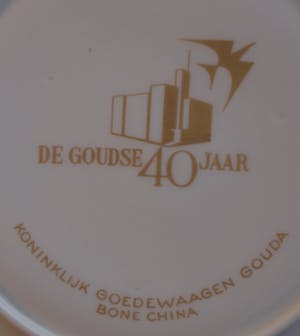 DE GOUDSE 40 JAAR
KONINKLIJK GOEDEWAAGEN GOUDA
BONE CHINA